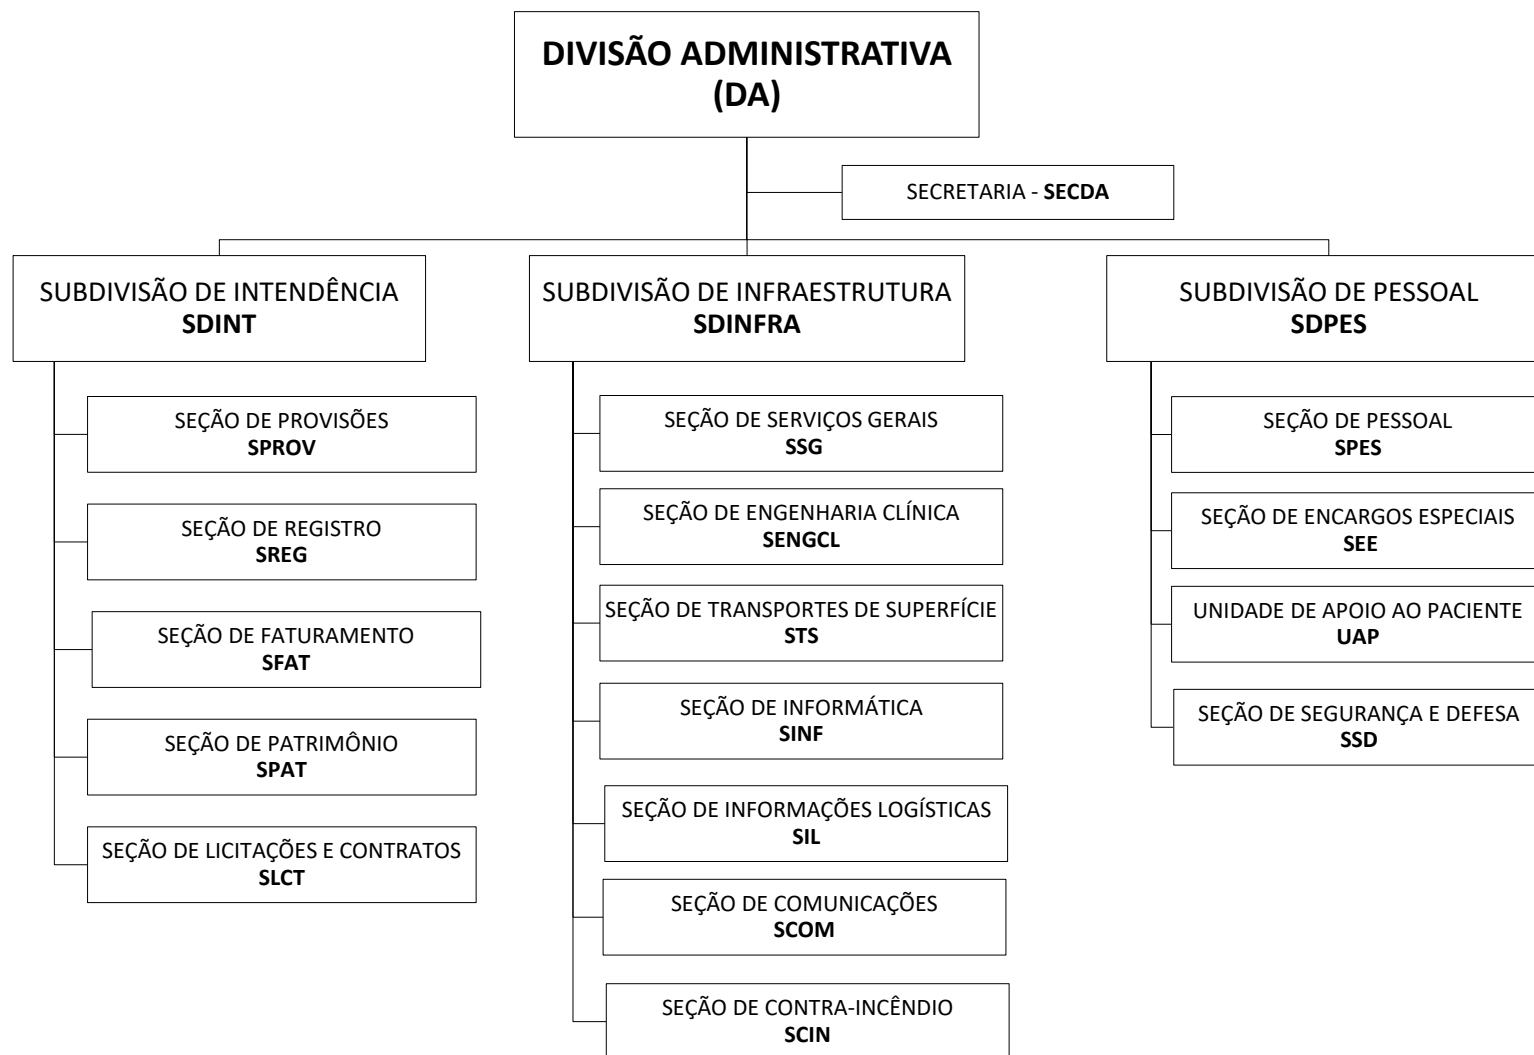 DIVISÃO ADMINISTRATIVA
(DA)
SECRETARIA - SECDA
SUBDIVISÃO DE INTENDÊNCIA
SDINT
SEÇÃO DE PROVISÕES
SPROV
SEÇÃO DE REGISTRO
SREG
SEÇÃO DE FATURAMENTO
SFAT
SEÇÃO DE PATRIMÔNIO
SPAT
SEÇÃO DE LICITAÇÕES E CONTRATOS
SLCT
SUBDIVISÃO DE INFRAESTRUTURA
SDINFRA
SEÇÃO DE SERVIÇOS GERAIS
SSG
SEÇÃO DE ENGENHARIA CLÍNICA
SENGCL
SEÇÃO DE TRANSPORTES DE SUPERFÍCIE
STS
SEÇÃO DE INFORMÁTICA
SINF
SEÇÃO DE INFORMAÇÕES LOGÍSTICAS
SIL
SEÇÃO DE COMUNICAÇÕES
SCOM
SEÇÃO DE CONTRA-INCÊNDIO
SCIN
SUBDIVISÃO DE PESSOAL
SDPES
SEÇÃO DE PESSOAL
SPES
SEÇÃO DE ENCARGOS ESPECIAIS
SEE
UNIDADE DE APOIO AO PACIENTE
UAP
SEÇÃO DE SEGURANÇA E DEFESA
SSD